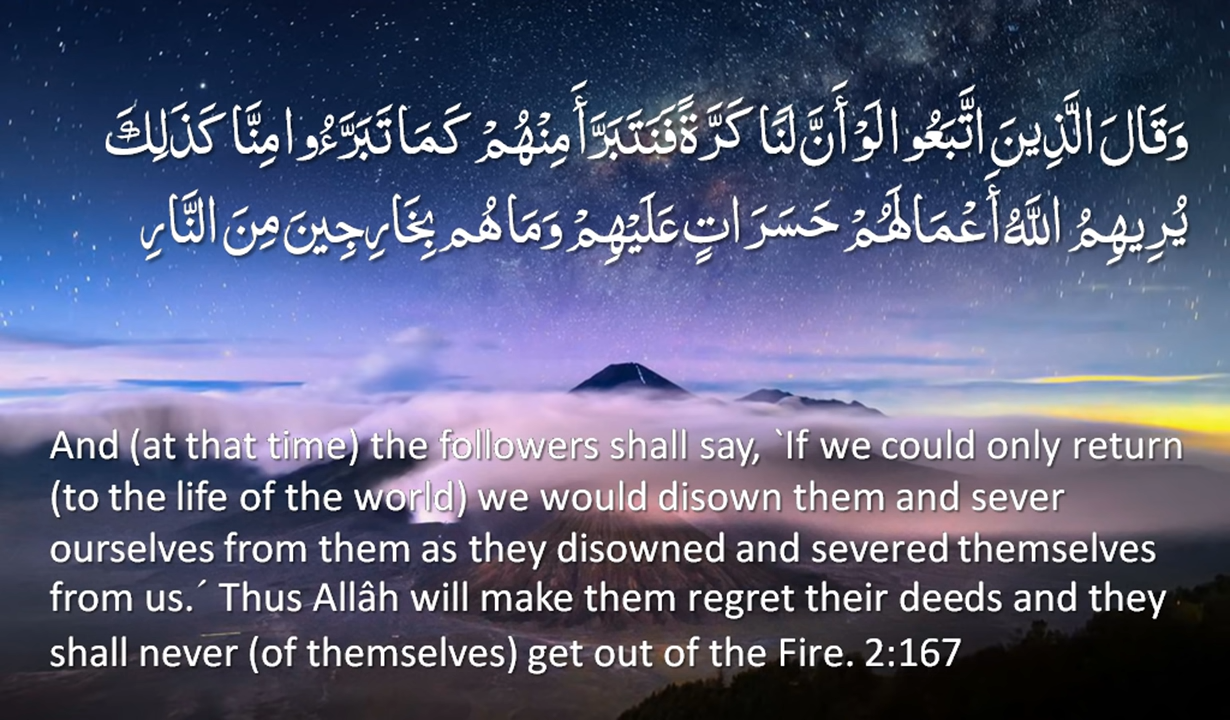 وَقَالَ الَّذِينَ اتَّبَعُوا لَوْ أَنَّ لَنَا كَرَّةً فَنَتَبَرَّأَ مِنْهُمْ كَمَا تَبَرَّءُوا مِنَّا كَذَلِكَ
يُرِيهِمُ اللَّهُ أَعْمَالَهُمْ حَسَرَاتٍ عَلَيْهِمْ وَمَا هُم بِخَارِجِينَ مِنَ النَّارِ
And (at that time) the followers shall say, `If we could only return
(to the life of the world) we would disown them and sever
ourselves from them as they disowned and severed themselves
from us.´ Thus Allâh will make them regret their deeds and they
shall never (of themselves) get out of the Fire. 2:167